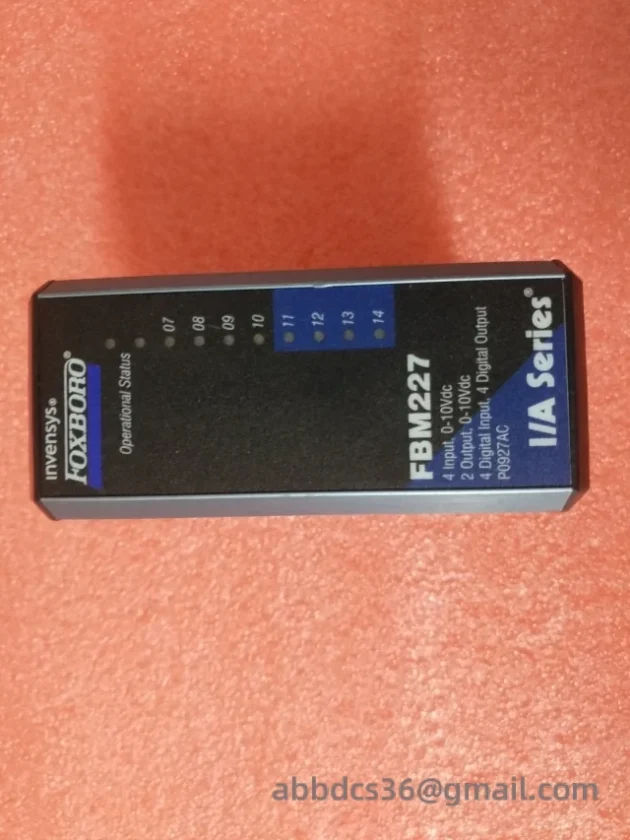 invensys®
FOXBORO®
Operational Status
07
08
09
10
11
12
13
14
FBM227
4 Input, 0-10Vdc
2 Output, 0-10Vdc
4 Digital Input, 4 Digital Output
P0927AC
I/A Series®
abbdcs36@gmail.com